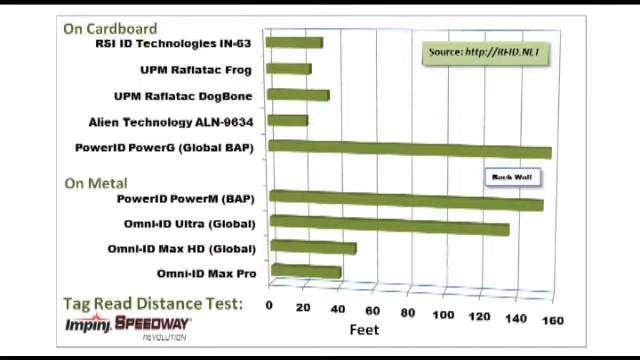 On Cardboard
RSI ID Technologies IN-63
UPM Raflatac Frog
UPM Raflatac DogBone
Alien Technology ALN-9634
PowerID PowerG (Global BAP)
Source: http://RFID.NET
Back Wall
On Metal
PowerID PowerM (BAP)
Omni-ID Ultra (Global)
Omni-ID Max HD (Global)
Omni-ID Max Pro
0 20 40 60 80 100 120 140 160
Feet
Tag Read Distance Test:
Impinj SPEEDWAY
REVOLUTION